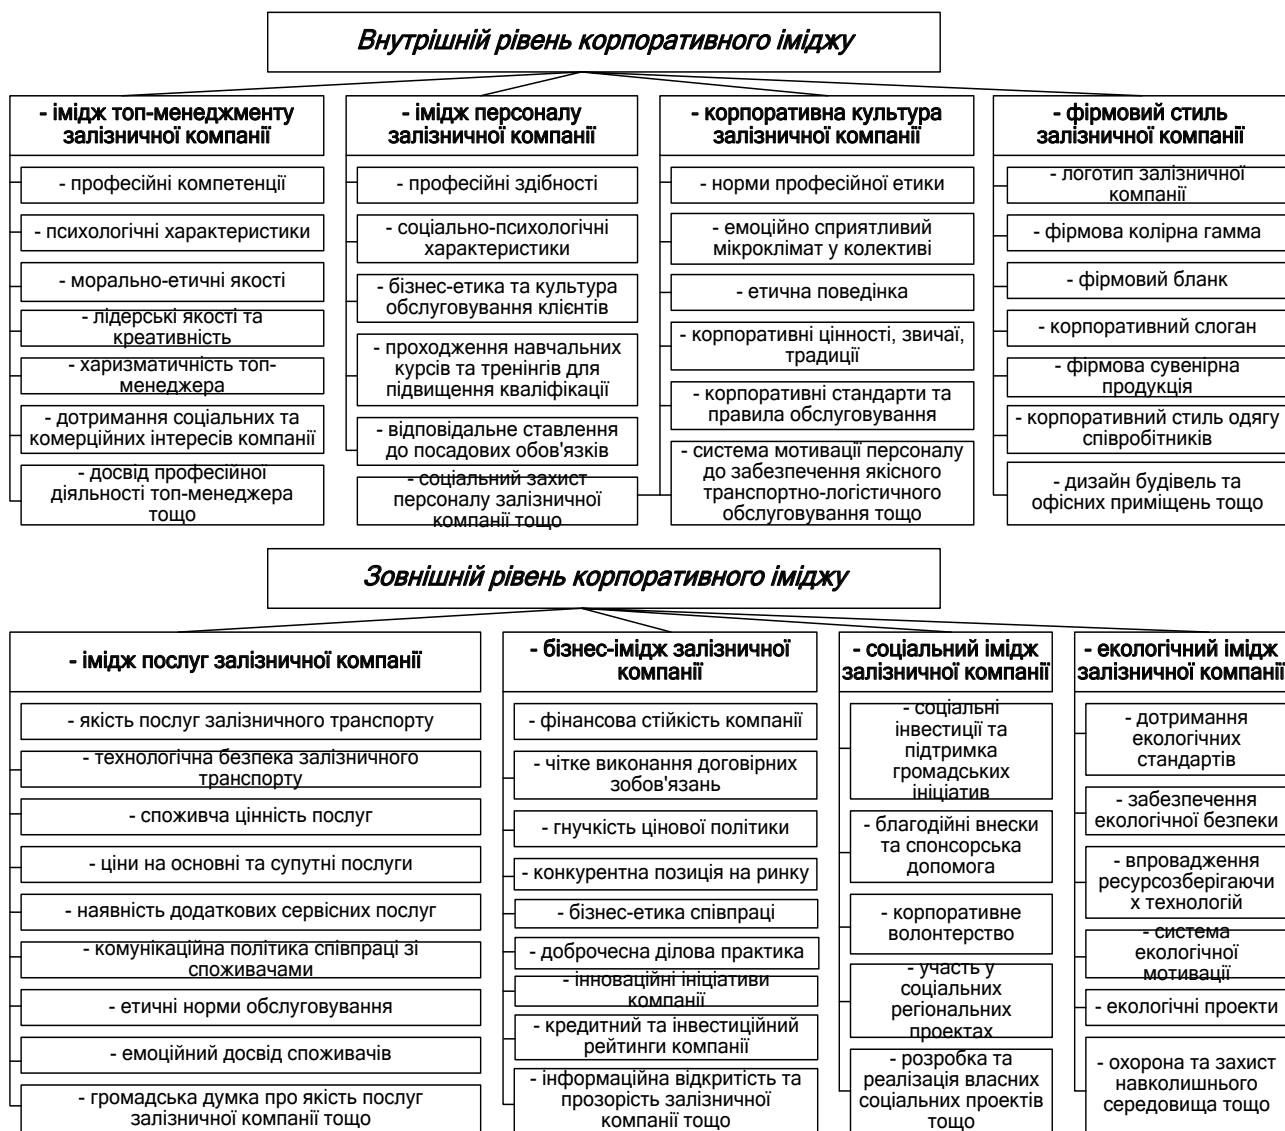 Внутрішній рівень корпоративного іміджу
- імідж топ-менеджменту
залізничної компанії
- професійні компетенції
- психологічні характеристики
- морально-етичні якості
- лідерські якості та
креативність
- харизматичність топ-
менеджера
- дотримання соціальних та
комерційних інтересів компанії
- досвід професійної
діяльності топ-менеджера
тощо
- імідж персоналу
залізничної компанії
- професійні здібності
- соціально-психологічні
характеристики
- бізнес-етика та культура
обслуговування клієнтів
- проходження навчальних
курсів та тренінгів для
підвищення кваліфікації
- відповідальне ставлення
до посадових обов'язків
- соціальний захист
персоналу залізничної
компанії тощо
- корпоративна культура
залізничної компанії
- норми професійної етики
- емоційно сприятливий
мікроклімат у колективі
- етична поведінка
- корпоративні цінності, звичаї,
традиції
- корпоративні стандарти та
правила обслуговування
- система мотивації персоналу
до забезпечення якісного
транспортно-логістичного
обслуговування тощо
- фірмовий стиль
залізничної компанії
- логотип залізничної
компанії
- фірмова колірна гамма
- фірмовий бланк
- корпоративний слоган
- фірмова сувенірна
продукція
- корпоративний стиль одягу
співробітників
- дизайн будівель та
офісних приміщень тощо
Зовнішній рівень корпоративного іміджу
- імідж послуг залізничної компанії
- якість послуг залізничного транспорту
- технологічна безпека залізничного
транспорту
- споживча цінність послуг
- ціни на основні та супутні послуги
- наявність додаткових сервісних послуг
- комунікаційна політика співпраці зі
споживачами
- етичні норми обслуговування
- емоційний досвід споживачів
- громадська думка про якість послуг
залізничної компанії тощо
- бізнес-імідж залізничної
компанії
- фінансова стійкість компанії
- чітке виконання договірних
зобов'язань
- гнучкість цінової політики
- конкурентна позиція на ринку
- бізнес-етика співпраці
- доброчесна ділова практика
- інноваційні ініціативи
компанії
- кредитний та інвестиційний
рейтинги компанії
- інформаційна відкритість та
прозорість залізничної
компанії тощо
- соціальний імідж
залізничної компанії
- соціальні
інвестиції та
підтримка
громадських
ініціатив
- благодійні внески
та спонсорська
допомога
- корпоративне
волонтерство
- участь у
соціальних
регіональних
проектах
- розробка та
реалізація власних
соціальних проектів
тощо
- екологічний імідж
залізничної компанії
- дотримання
екологічних
стандартів
- забезпечення
екологічної безпеки
- впровадження
ресурсозберігаючи
х технологій
- система
екологічної
мотивації
- екологічні проекти
- охорона та захист
навколишнього
середовища тощо